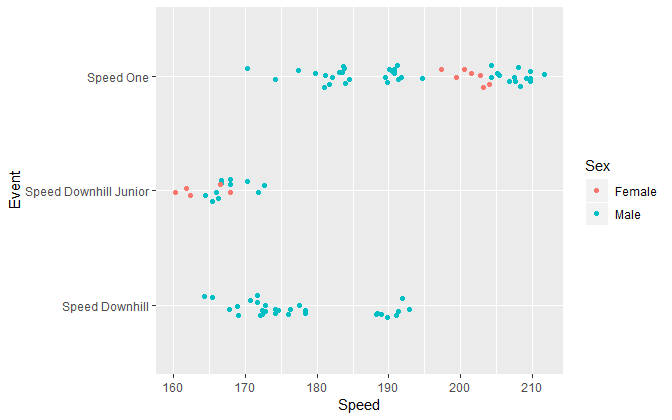 Event
Speed One
Speed Downhill Junior
Speed Downhill
160 170 180 190 200 210
Speed
Sex
Female
Male